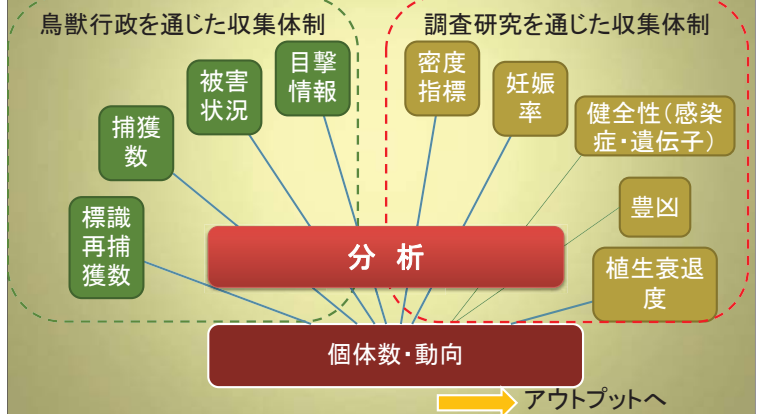 鳥獣行政を通じた収集体制
調査研究を通じた収集体制
目撃
情報
被害
状況
捕獲
数
標識
再捕
獲数
密度
指標
妊娠
率
健全性（感染
症・遺伝子）
豊凶
植生衰退
度
分 析
個体数・動向
アウトプットへ